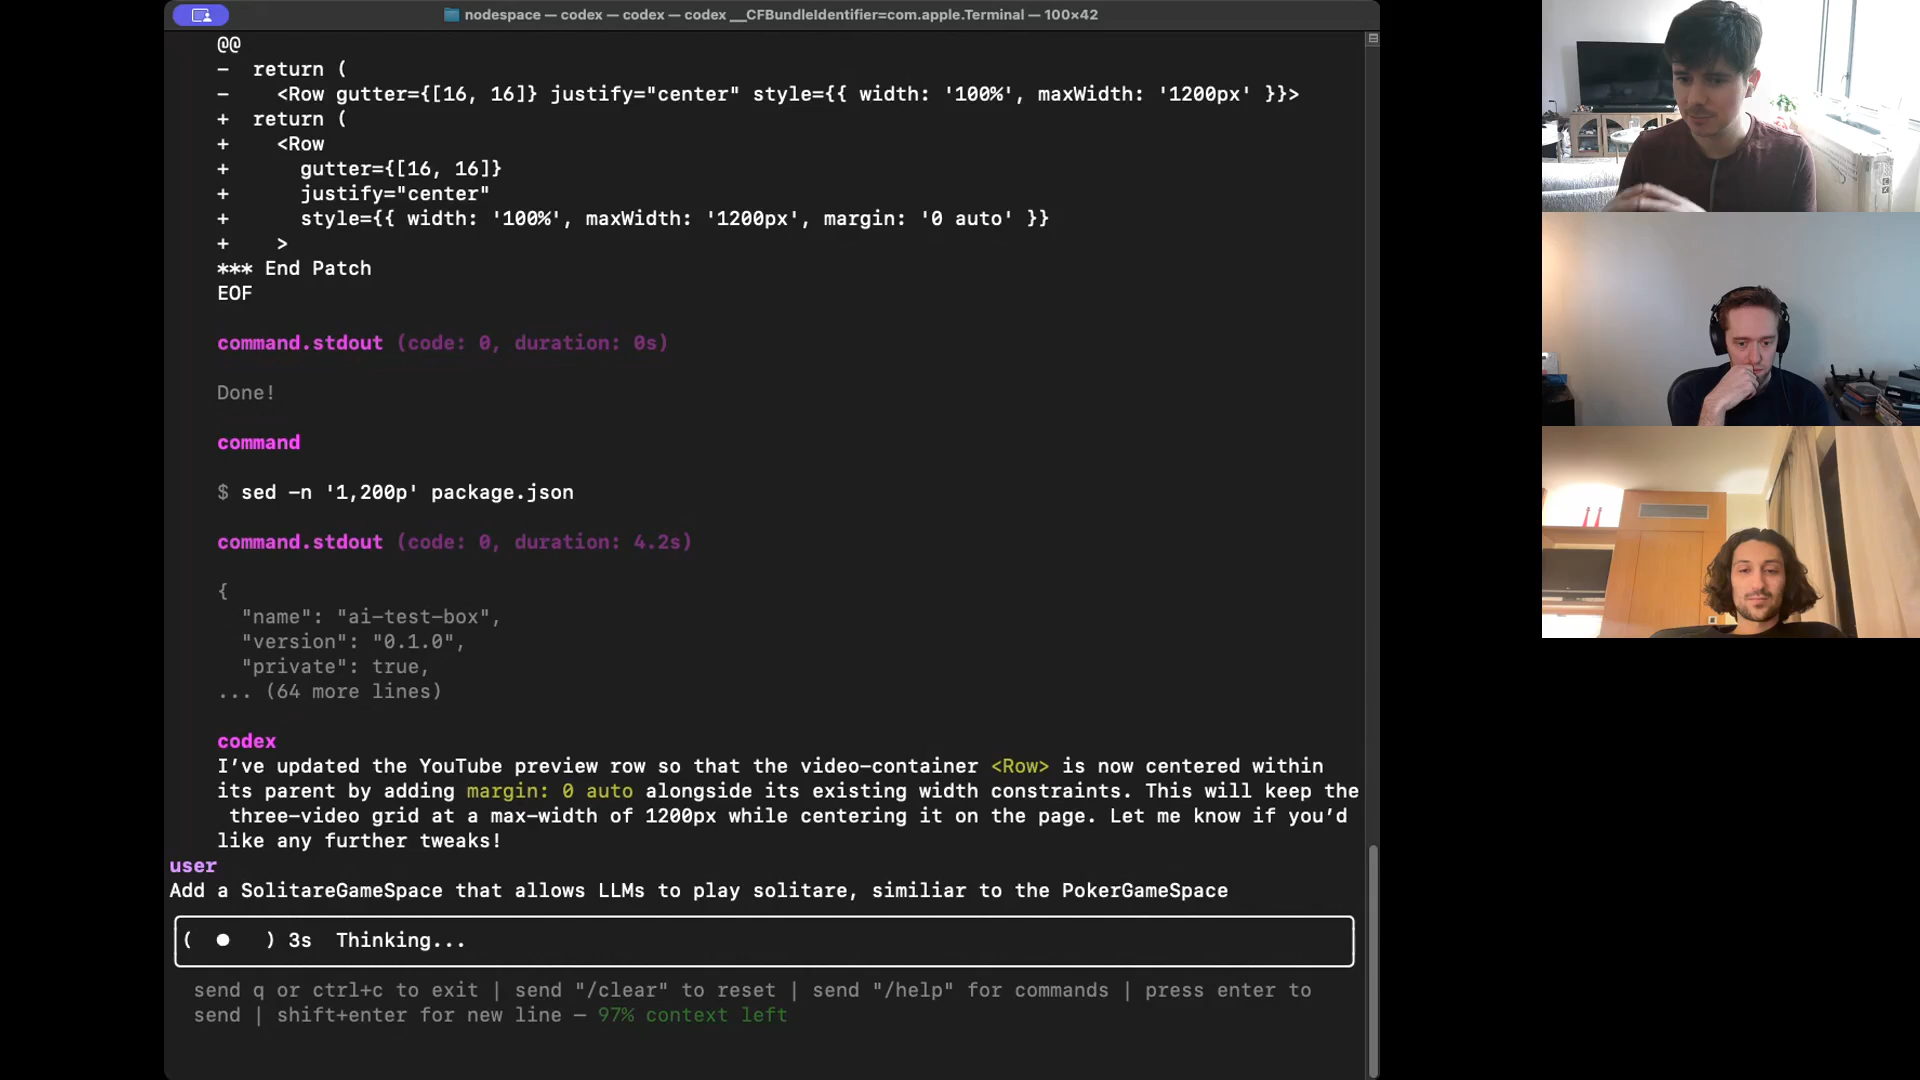 nodespace — codex — codex — codex __CFBundleIdentifier=com.apple.Terminal — 100×42
@@
-  return (
-    <Row gutter={[16, 16]} justify="center" style={{ width: '100%', maxWidth: '1200px' }}>
+  return (
+    <Row
+      gutter={[16, 16]}
+      justify="center"
+      style={{ width: '100%', maxWidth: '1200px', margin: '0 auto' }}
+    >
*** End Patch
EOF
command.stdout (code: 0, duration: 0s)
Done!
command
$ sed -n '1,200p' package.json
command.stdout (code: 0, duration: 4.2s)
{
  "name": "ai-test-box",
  "version": "0.1.0",
  "private": true,
... (64 more lines)
codex
I’ve updated the YouTube preview row so that the video-container <Row> is now centered within
its parent by adding margin: 0 auto alongside its existing width constraints. This will keep the
three-video grid at a max-width of 1200px while centering it on the page. Let me know if you’d
like any further tweaks!
user
Add a SolitareGameSpace that allows LLMs to play solitare, similiar to the PokerGameSpace
( ● ) 3s Thinking...
send q or ctrl+c to exit | send "/clear" to reset | send "/help" for commands | press enter to
send | shift+enter for new line — 97% context left